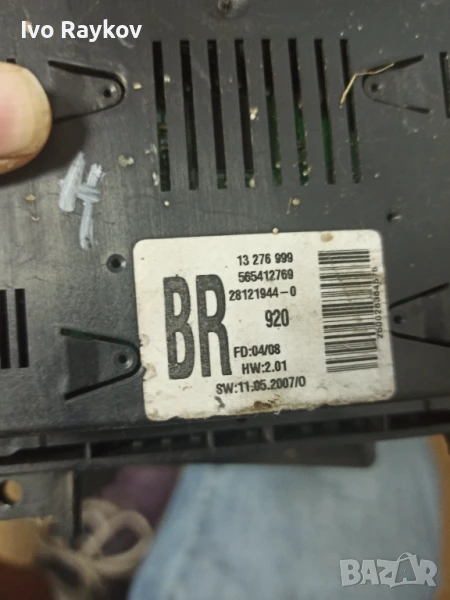 Ivo Raykov
13 276 999
565412769
28121944-0
BR
920
FD:04/08
HW:2.01
SW:11.05.2007/0
BAZAR